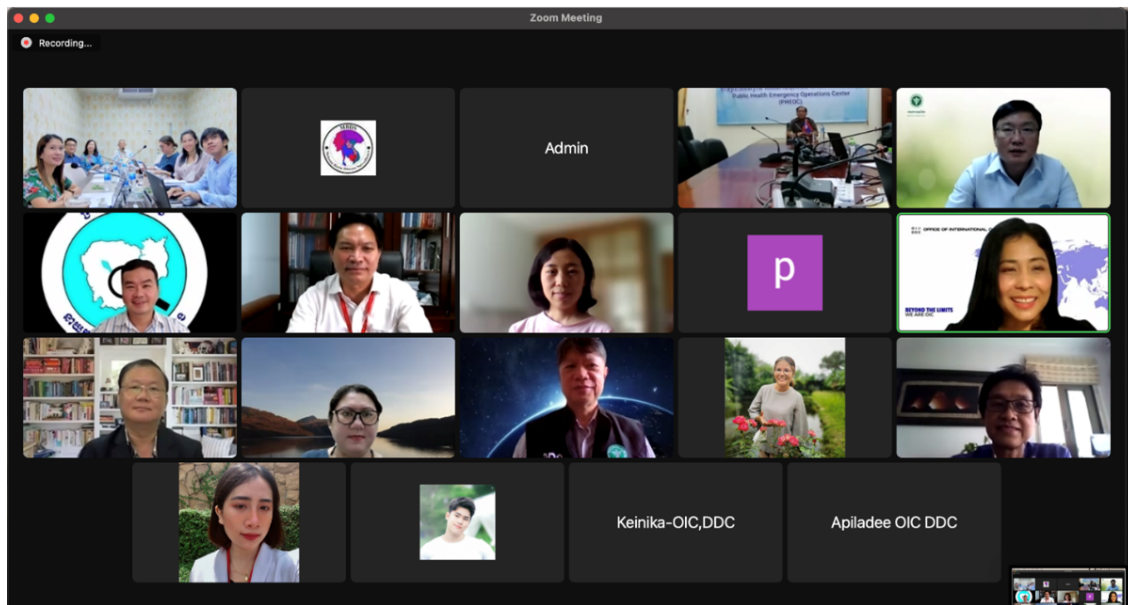 Zoom Meeting
Recording...
Admin
Public Health Emergency Operations Center
(PHEOC)
MBDS
OFFICE OF INTERNATIONAL
BEYOND THE LIMITS
WE ARE OIC
p
Keinika-OIC,DDC
Apiladee OIC DDC